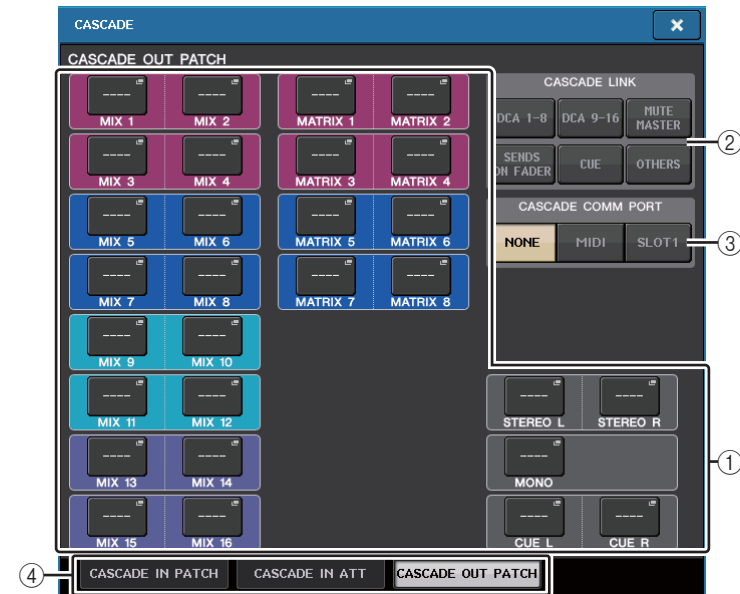 CASCADE
CASCADE OUT PATCH
---- ---- ---- ----
MIX 1 MIX 2 MATRIX 1 MATRIX 2
---- ---- ---- ----
MIX 3 MIX 4 MATRIX 3 MATRIX 4
---- ---- ---- ----
MIX 5 MIX 6 MATRIX 5 MATRIX 6
---- ---- ---- ----
MIX 7 MIX 8 MATRIX 7 MATRIX 8
---- ----
MIX 9 MIX 10
---- ----
MIX 11 MIX 12
---- ----
MIX 13 MIX 14
---- ----
MIX 15 MIX 16
CASCADE LINK
DCA 1-8 DCA 9-16 MUTE
MASTER
SENDS
ON FADER CUE OTHERS
②
CASCADE COMM PORT
NONE MIDI SLOT1
③
---- ----
STEREO L STEREO R
----
MONO
---- ----
CUE L CUE R
①
④
CASCADE IN PATCH CASCADE IN ATT CASCADE OUT PATCH